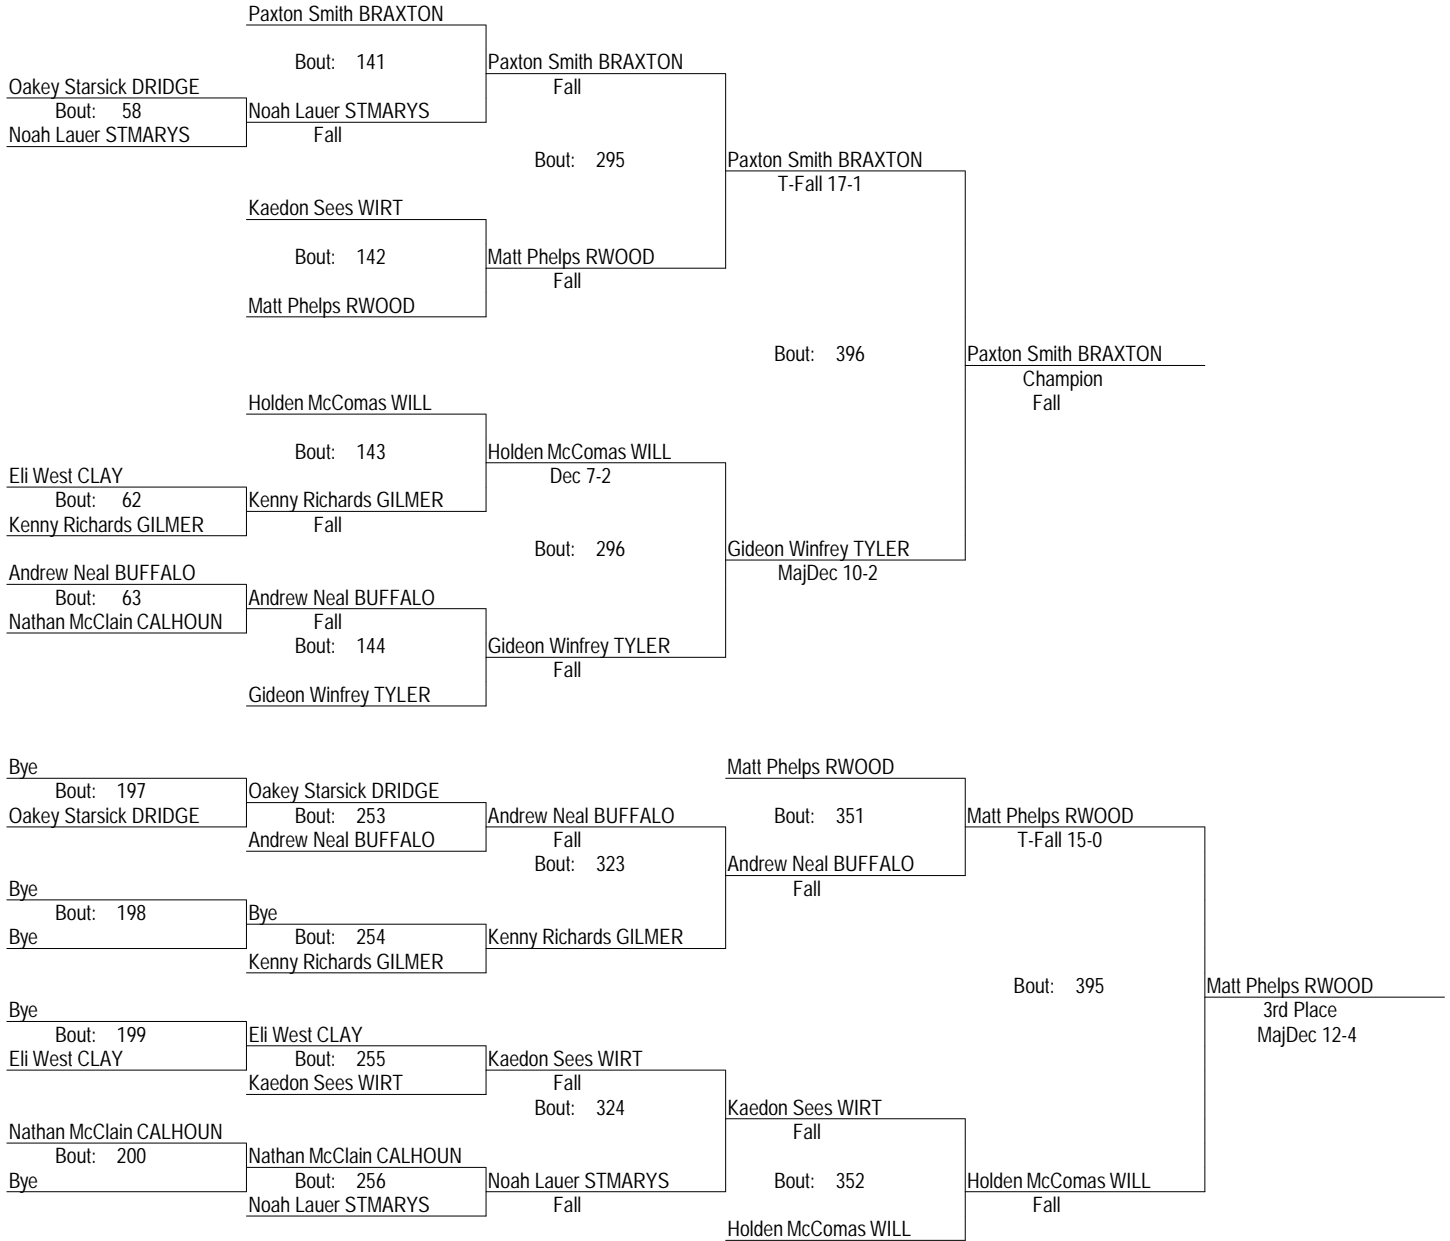 Paxton Smith BRAXTON
Bout: 141
Paxton Smith BRAXTON
Fall
Oakey Starsick DRIDGE
Bout: 58
Noah Lauer STMARYS
Noah Lauer STMARYS
Fall
Bout: 295
Paxton Smith BRAXTON
T-Fall 17-1
Kaedon Sees WIRT
Bout: 142
Matt Phelps RWOOD
Fall
Matt Phelps RWOOD
Bout: 396
Paxton Smith BRAXTON
Champion
Fall
Holden McComas WILL
Bout: 143
Holden McComas WILL
Dec 7-2
Eli West CLAY
Bout: 62
Kenny Richards GILMER
Kenny Richards GILMER
Fall
Bout: 296
Gideon Winfrey TYLER
MajDec 10-2
Andrew Neal BUFFALO
Bout: 63
Nathan McClain CALHOUN
Andrew Neal BUFFALO
Fall
Bout: 144
Gideon Winfrey TYLER
Fall
Gideon Winfrey TYLER
Bye
Bout: 197
Oakey Starsick DRIDGE
Oakey Starsick DRIDGE
Bout: 253
Andrew Neal BUFFALO
Andrew Neal BUFFALO
Fall
Bout: 323
Matt Phelps RWOOD
Bout: 351
Andrew Neal BUFFALO
Fall
Matt Phelps RWOOD
T-Fall 15-0
Bye
Bout: 198
Bye
Bye
Bout: 254
Kenny Richards GILMER
Kenny Richards GILMER
Bout: 395
Matt Phelps RWOOD
3rd Place
MajDec 12-4
Bye
Bout: 199
Eli West CLAY
Eli West CLAY
Bout: 255
Kaedon Sees WIRT
Kaedon Sees WIRT
Fall
Bout: 324
Kaedon Sees WIRT
Fall
Nathan McClain CALHOUN
Bout: 200
Bye
Nathan McClain CALHOUN
Bout: 256
Noah Lauer STMARYS
Noah Lauer STMARYS
Fall
Bout: 352
Holden McComas WILL
Holden McComas WILL
Fall